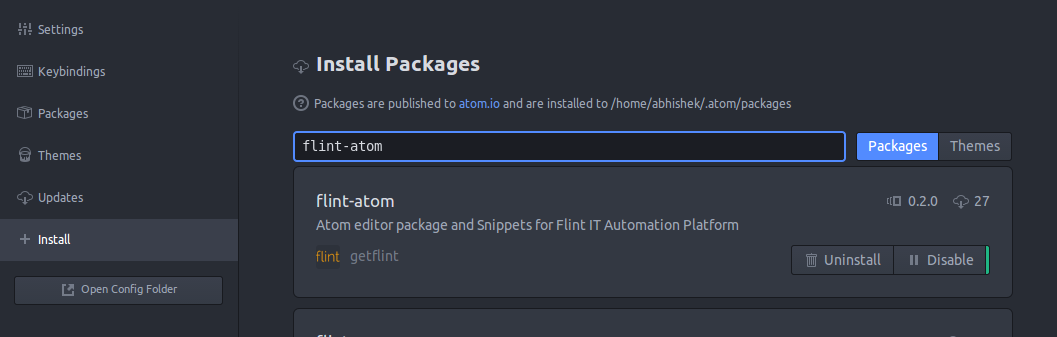 Settings
Keybindings
Packages
Themes
Updates
Install
Open Config Folder
Install Packages
Packages are published to atom.io and are installed to /home/abhishek/.atom/packages
flint-atom
Packages Themes
flint-atom 0.2.0 27
Atom editor package and Snippets for Flint IT Automation Platform
flint getflint
Uninstall Disable